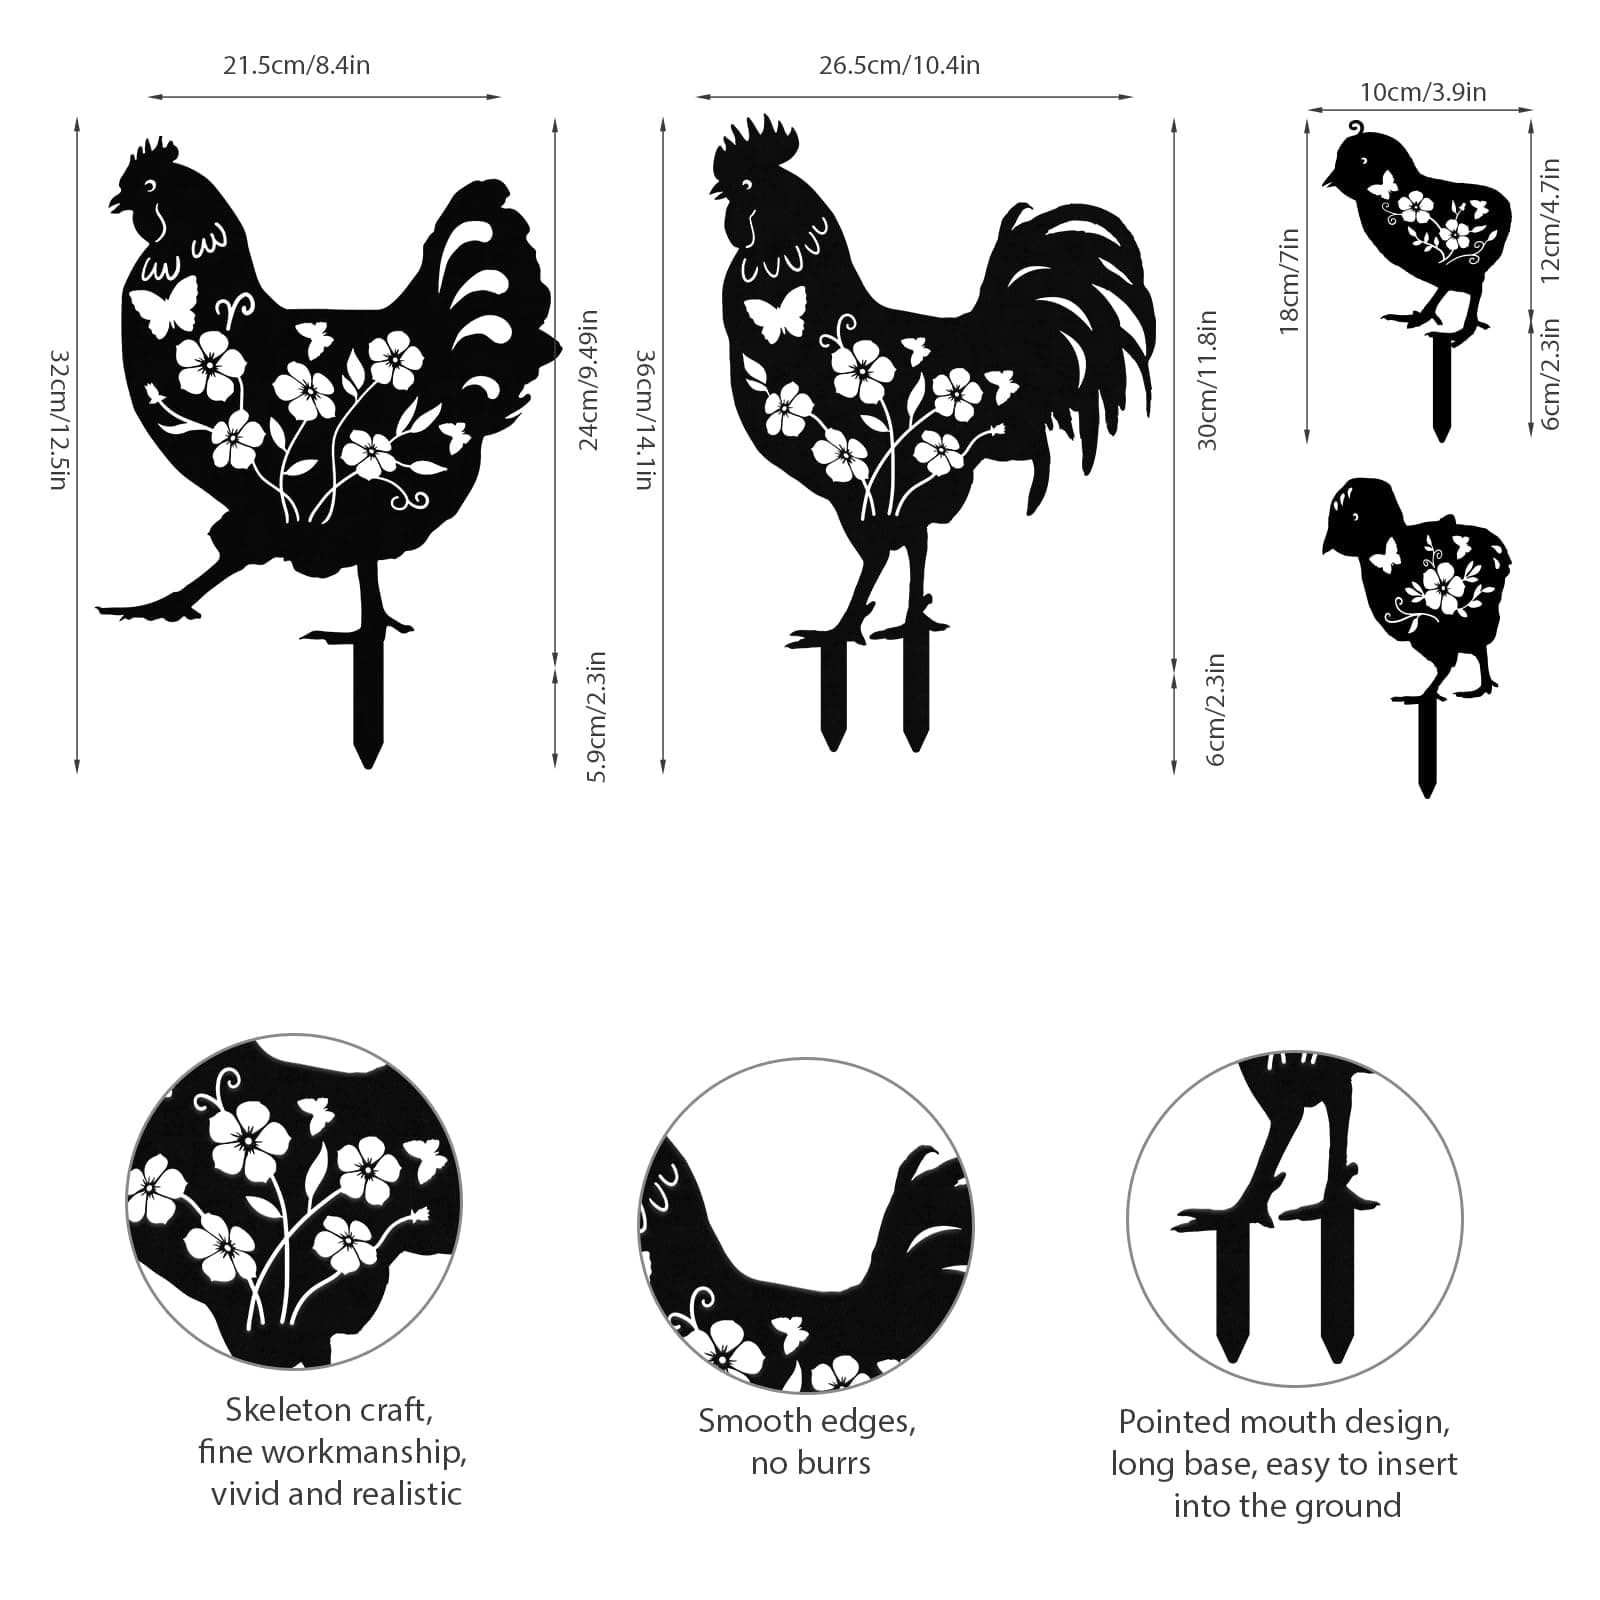 21.5cm/8.4in
26.5cm/10.4in
10cm/3.9in
32cm/12.5in
24cm/9.49in
5.9cm/2.3in
36cm/14.1in
30cm/11.8in
6cm/2.3in
18cm/7in
12cm/4.7in
6cm/2.3in
Skeleton craft,
fine workmanship,
vivid and realistic
Smooth edges,
no burrs
Pointed mouth design,
long base, easy to insert
into the ground